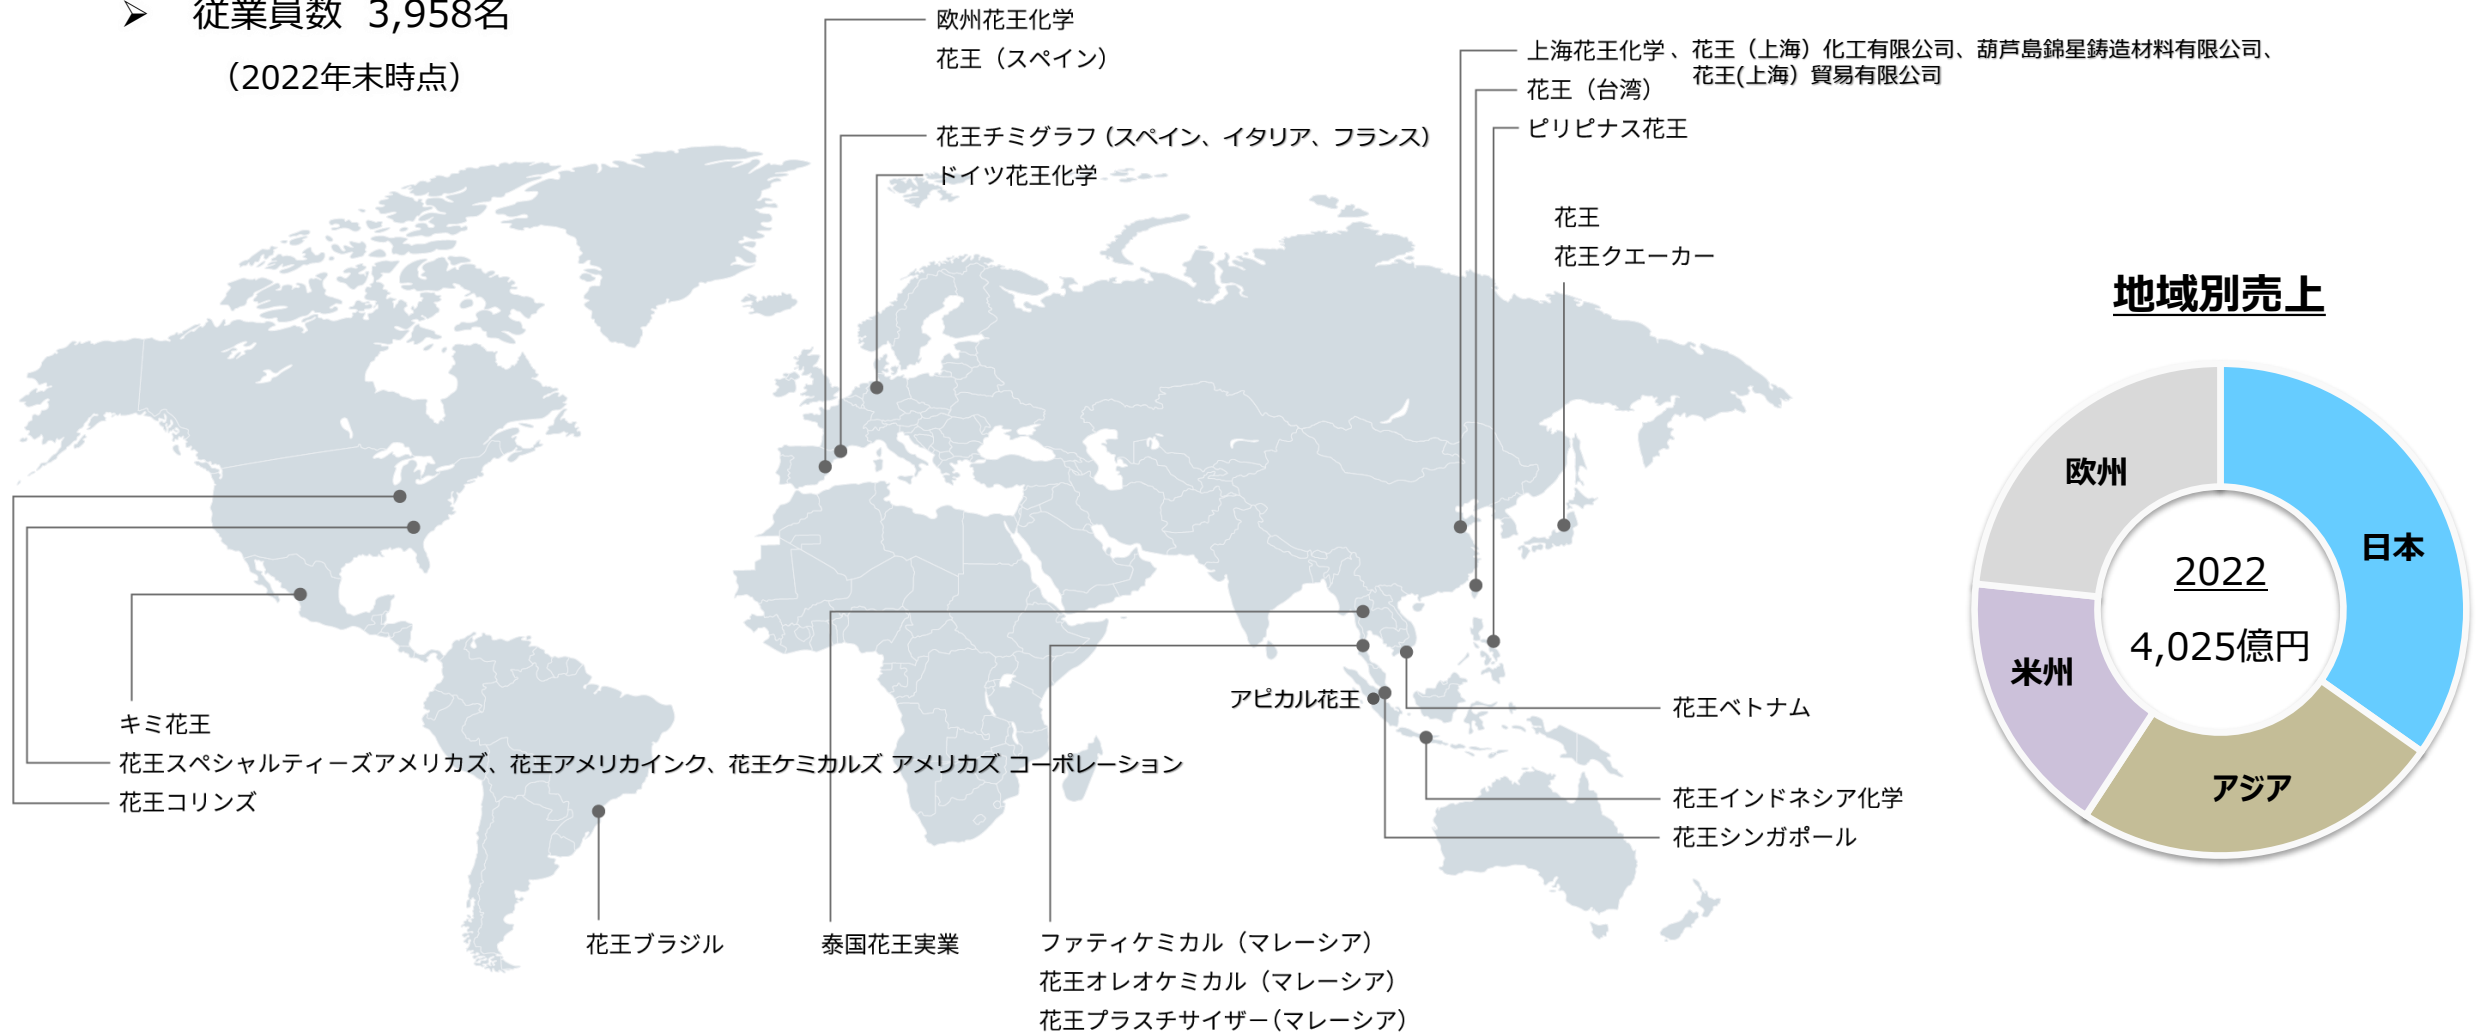 ➢ 従業員数 3,958名
（2022年末時点）
欧州花王化学
花王（スペイン）
花王チミグラフ（スペイン、イタリア、フランス）
ドイツ花王化学
上海花王化学、花王（上海）化工有限公司、葫芦島錦星鋳造材料有限公司、
花王(上海）貿易有限公司
花王（台湾）
ピリピナス花王
花王
花王クエーカー
地域別売上
欧州
日本
米州
アジア
2022
4,025億円
アピカル花王
花王ベトナム
花王インドネシア化学
花王シンガポール
キミ花王
花王スペシャルティーズアメリカズ、花王アメリカインク、花王ケミカルズ アメリカズ コーポレーション
花王コリンズ
花王ブラジル
泰国花王実業
ファティケミカル（マレーシア）
花王オレオケミカル（マレーシア）
花王プラスチサイザー（マレーシア）